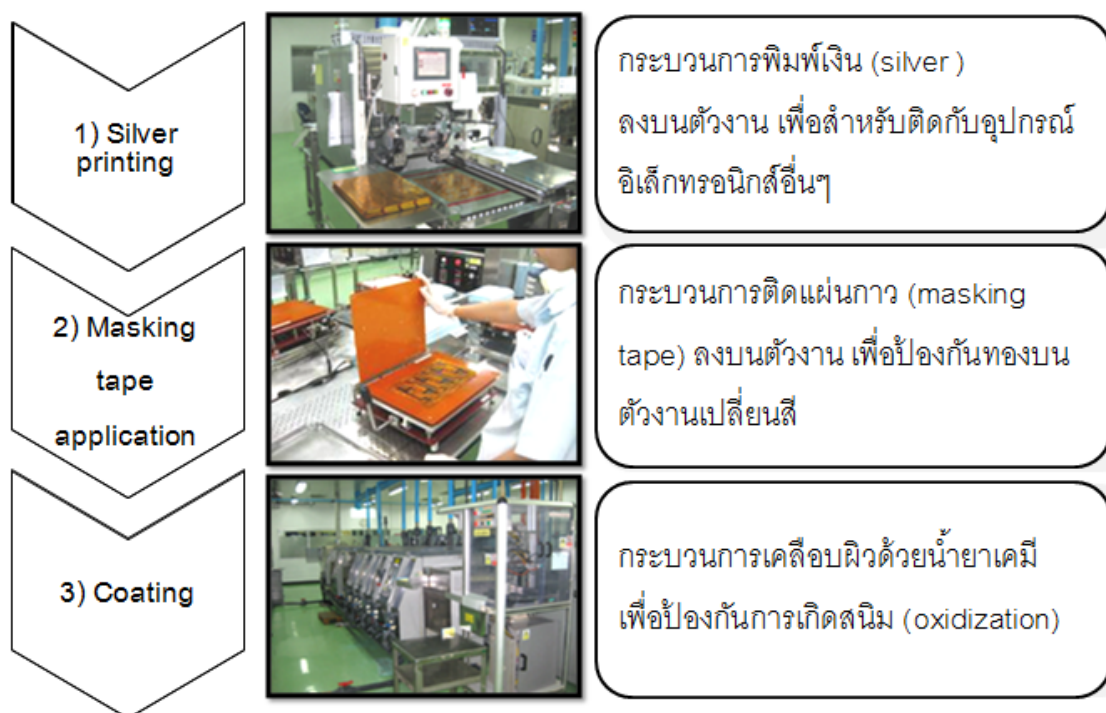 1) Silver
printing
กระบวนการพิมพ์เงิน (silver )
ลงบนตัวงาน เพื่อสำหรับติดกับอุปกรณ์
อิเล็กทรอนิกส์อื่นๆ
2) Masking
tape
application
กระบวนการติดแผ่นกาว (masking
tape) ลงบนตัวงาน เพื่อป้องกันทองบน
ตัวงานเปลี่ยนสี
3) Coating
กระบวนการเคลือบผิวด้วยน้ำยาเคมี
เพื่อป้องกันการเกิดสนิม (oxidization)